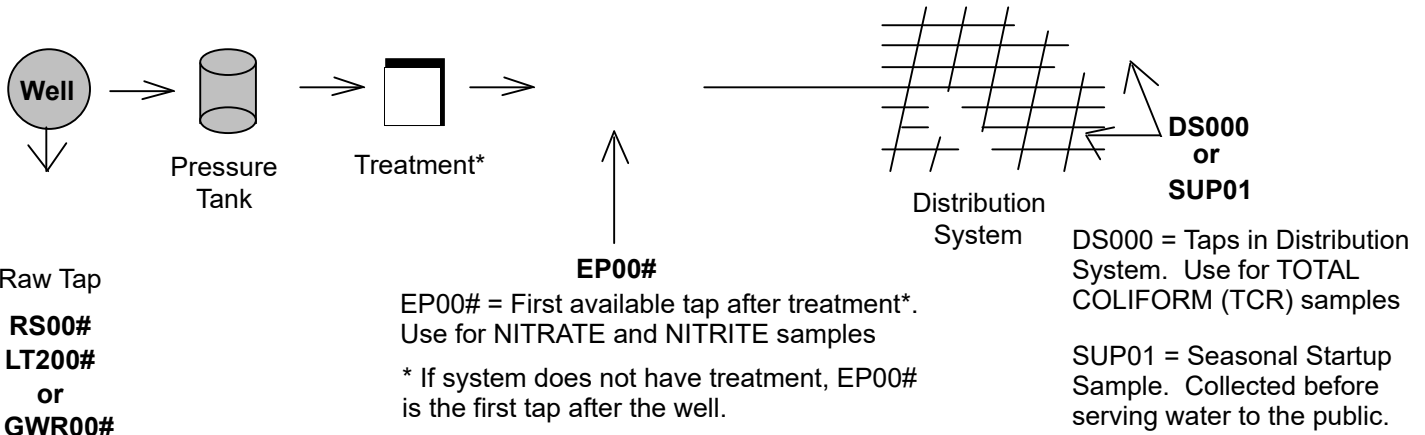 Well
Pressure
Tank
Treatment*
Distribution
System
DS000
or
SUP01
Raw Tap
RS00#
LT200#
or
GWR00#
EP00#
EP00# = First available tap after treatment*.
Use for NITRATE and NITRITE samples
* If system does not have treatment, EP00#
is the first tap after the well.
DS000 = Taps in Distribution
System. Use for TOTAL
COLIFORM (TCR) samples
SUP01 = Seasonal Startup
Sample. Collected before
serving water to the public.